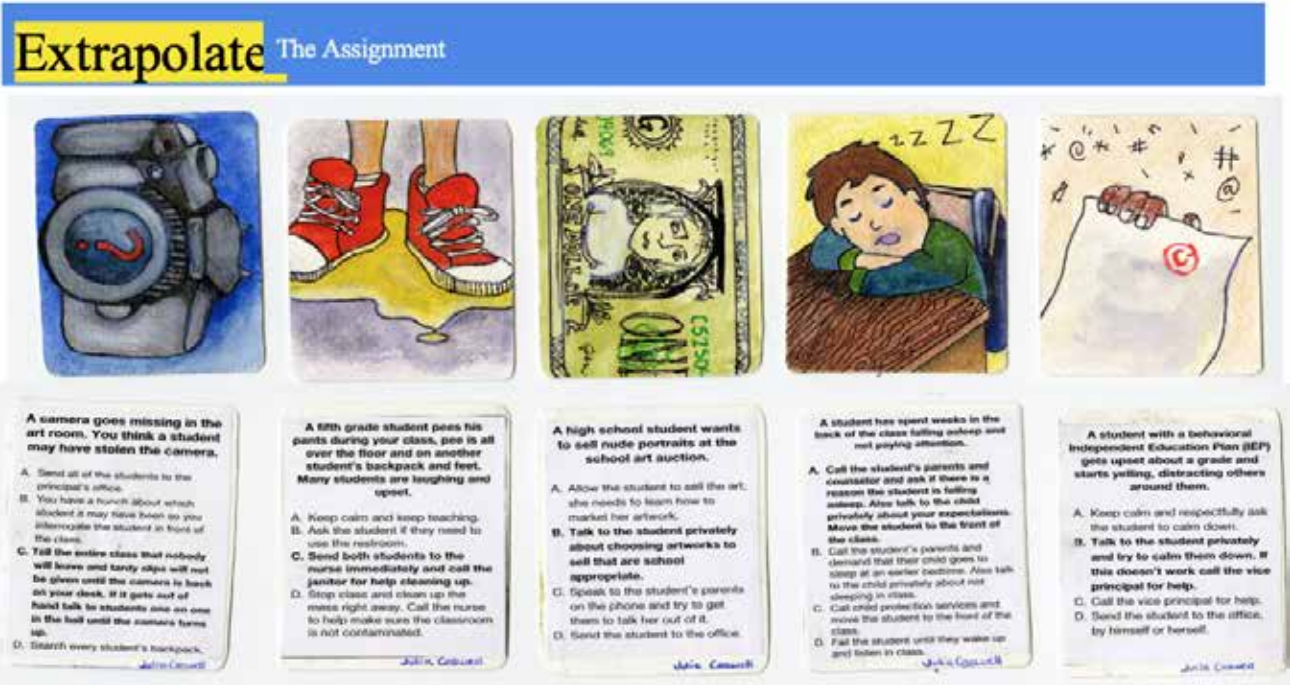 Extrapolate The Assignment
?
ONE DOLLAR
ONE
z z Z Z Z
@ * #
#
@
C
A camera goes missing in the
art room. You think a student
may have stolen the camera.
A. Send all of the students to the
principal's office.
B. You have a hunch about which
student it may have been so you
interrogate the student in front of
the class.
C. Tell the entire class that nobody
will leave and tardy slips will not
be given until the camera is back
on your desk. If it gets out of
hand talk to students one on one
in the hall until the camera turns
up.
D. Search every student's backpack.
Julia Caswell
A fifth grade student pees his
pants during your class, pee is all
over the floor and on another
student's backpack and feet.
Many students are laughing and
upset.
A. Keep calm and keep teaching.
B. Ask the student if they need to
use the restroom.
C. Send both students to the
nurse immediately and call the
janitor for help cleaning up.
D. Stop class and clean up the
mess right away. Call the nurse
to help make sure the classroom
is not contaminated.
Julia Caswell
A high school student wants
to sell nude portraits at the
school art auction.
A. Allow the student to sell the art,
she needs to learn how to
market her artwork.
B. Talk to the student privately
about choosing artworks to
sell that are school
appropriate.
C. Speak to the student's parents
on the phone and try to get
them to talk her out of it.
D. Send the student to the office.
Julia Caswell
A student has spent weeks in the
back of the class falling asleep and
not paying attention.
A. Call the student's parents and
counselor and ask if there is a
reason the student is falling
asleep. Also talk to the child
privately about your expectations.
Move the student to the front of
the class.
B. Call the student's parents and
demand that their child goes to
sleep at an earlier bedtime. Also talk
to the child privately about not
sleeping in class.
C. Call child protection services and
move the student to the front of the
class.
D. Fail the student until they wake up
and listen in class.
Julia Caswell
A student with a behavioral
Independent Education Plan (IEP)
gets upset about a grade and
starts yelling, distracting others
around them.
A. Keep calm and respectfully ask
the student to calm down.
B. Talk to the student privately
and try to calm them down. If
this doesn't work call the vice
principal for help.
C. Call the vice principal for help.
D. Send the student to the office,
by himself or herself.
Julia Caswell